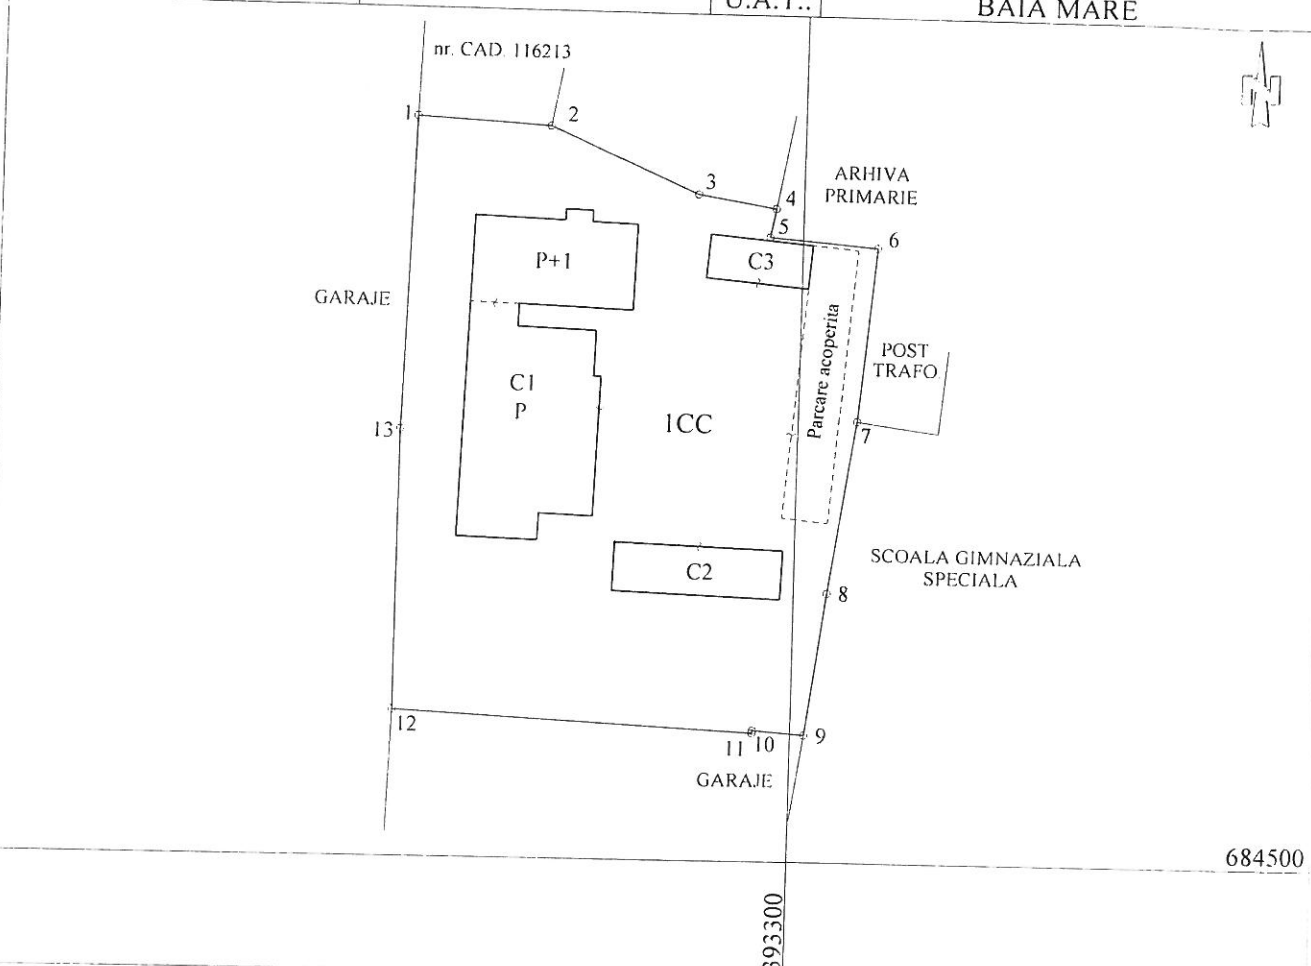 U.A.T.:
BAIA MARE
nr. CAD. 116213
1
2
3
4
5
6
ARHIVA
PRIMARIE
P+1
C3
GARAJE
Parcare acoperita
POST
TRAFO
C1
P
1CC
13
7
C2
SCOALA GIMNAZIALA
SPECIALA
8
12
11
10
9
GARAJE
684500
393300